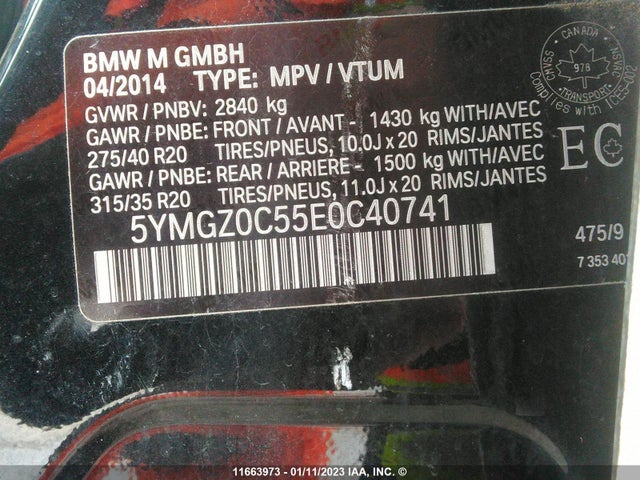 BMW M GMBH
04/2014 TYPE: MPV / VTUM
GVWR / PNBV: 2840 kg
GAWR / PNBE: FRONT / AVANT - 1430 kg WITH/AVEC
275/40 R20 TIRES/PNEUS, 10.0J x 20 RIMS/JANTES
GAWR / PNBE: REAR / ARRIERE - 1500 kg WITH/AVEC
315/35 R20 TIRES/PNEUS, 11.0J x 20 RIMS/JANTES
5YMGZ0C55E0C40741
CANADA
CMVSS
NSVAC
978
TRANSPORT
ICES-002
EC
475/9
7 353 401
11663973 - 01/11/2023 IAA, INC. ©